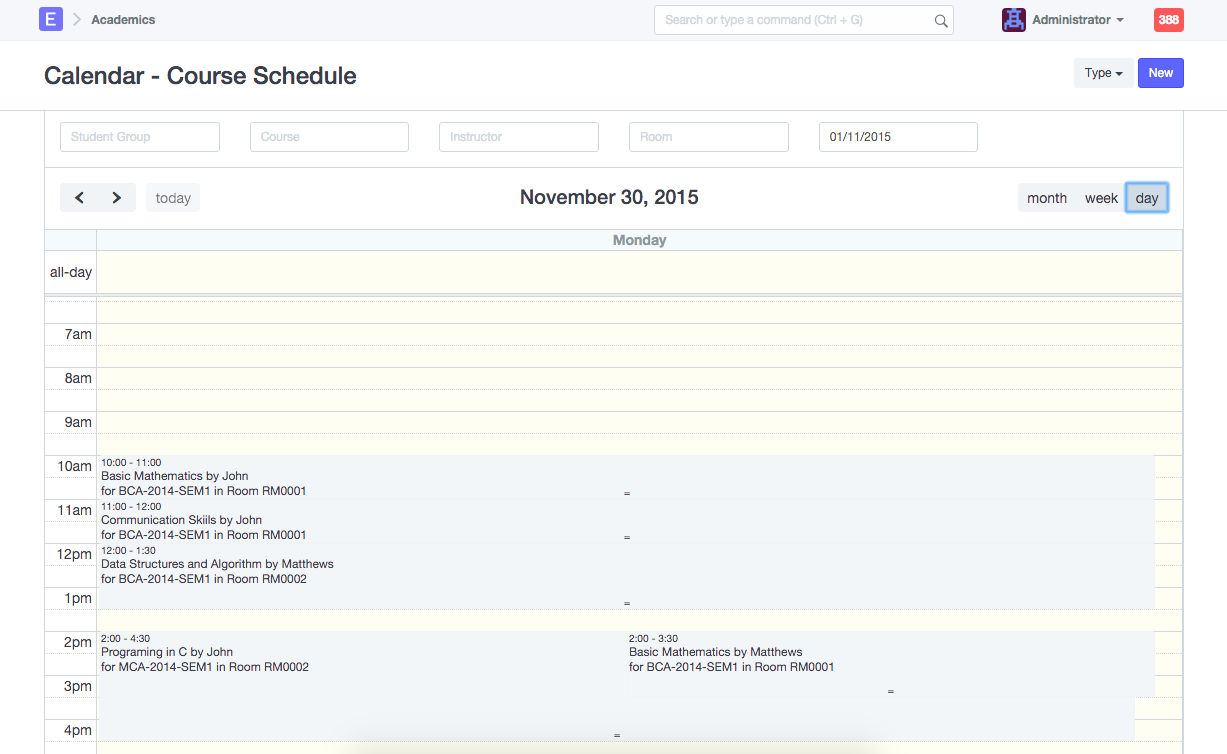 E
Academics
Search or type a command (Ctrl + G)
Administrator
388
Calendar - Course Schedule
Type
New
Student Group
Course
Instructor
Room
01/11/2015
today
November 30, 2015
month
week
day
Monday
all-day
7am
8am
9am
10am
10:00 - 11:00
Basic Mathematics by John
for BCA-2014-SEM1 in Room RM0001
11am
11:00 - 12:00
Communication Skiils by John
for BCA-2014-SEM1 in Room RM0001
12pm
12:00 - 1:30
Data Structures and Algorithm by Matthews
for BCA-2014-SEM1 in Room RM0002
1pm
2pm
2:00 - 4:30
Programing in C by John
for MCA-2014-SEM1 in Room RM0002
2:00 - 3:30
Basic Mathematics by Matthews
for BCA-2014-SEM1 in Room RM0001
3pm
4pm